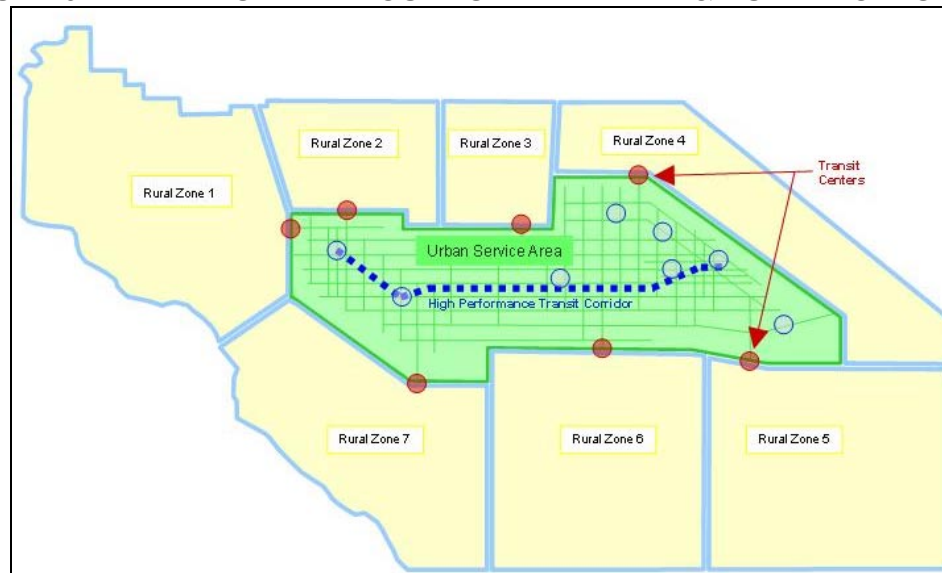 Rural Zone 2
Rural Zone 3
Rural Zone 4
Transit
Centers
Rural Zone 1
Urban Service Area
High Performance Transit Corridor
Rural Zone 7
Rural Zone 6
Rural Zone 5